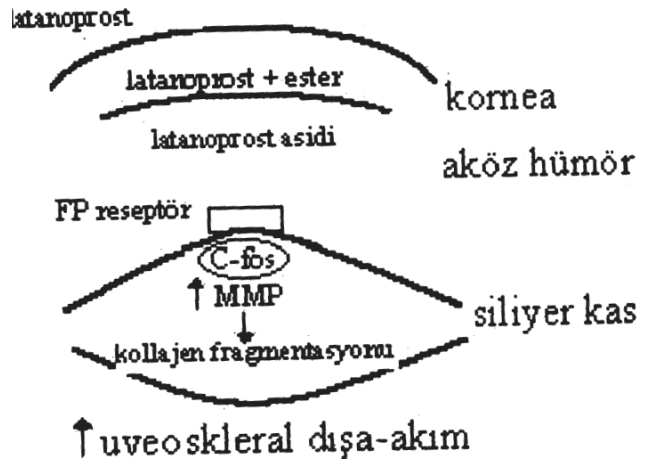 latanoprost
latanoprost + ester
kornea
latanoprost asidi
aköz hümör
FP reseptör
C-fos
↑ MMP
siliyer kas
kollajen fragmentasyonu
↑ uveoskleral dışa-akım